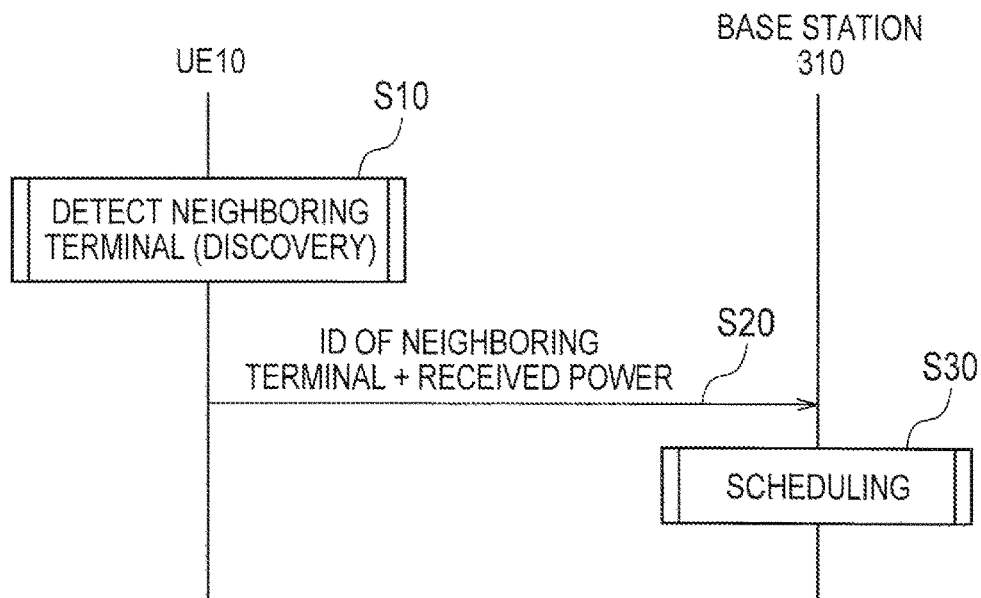 BASE STATION
310
UE10
S10
DETECT NEIGHBORING
TERMINAL (DISCOVERY)
ID OF NEIGHBORING
TERMINAL + RECEIVED POWER
S20
S30
SCHEDULING